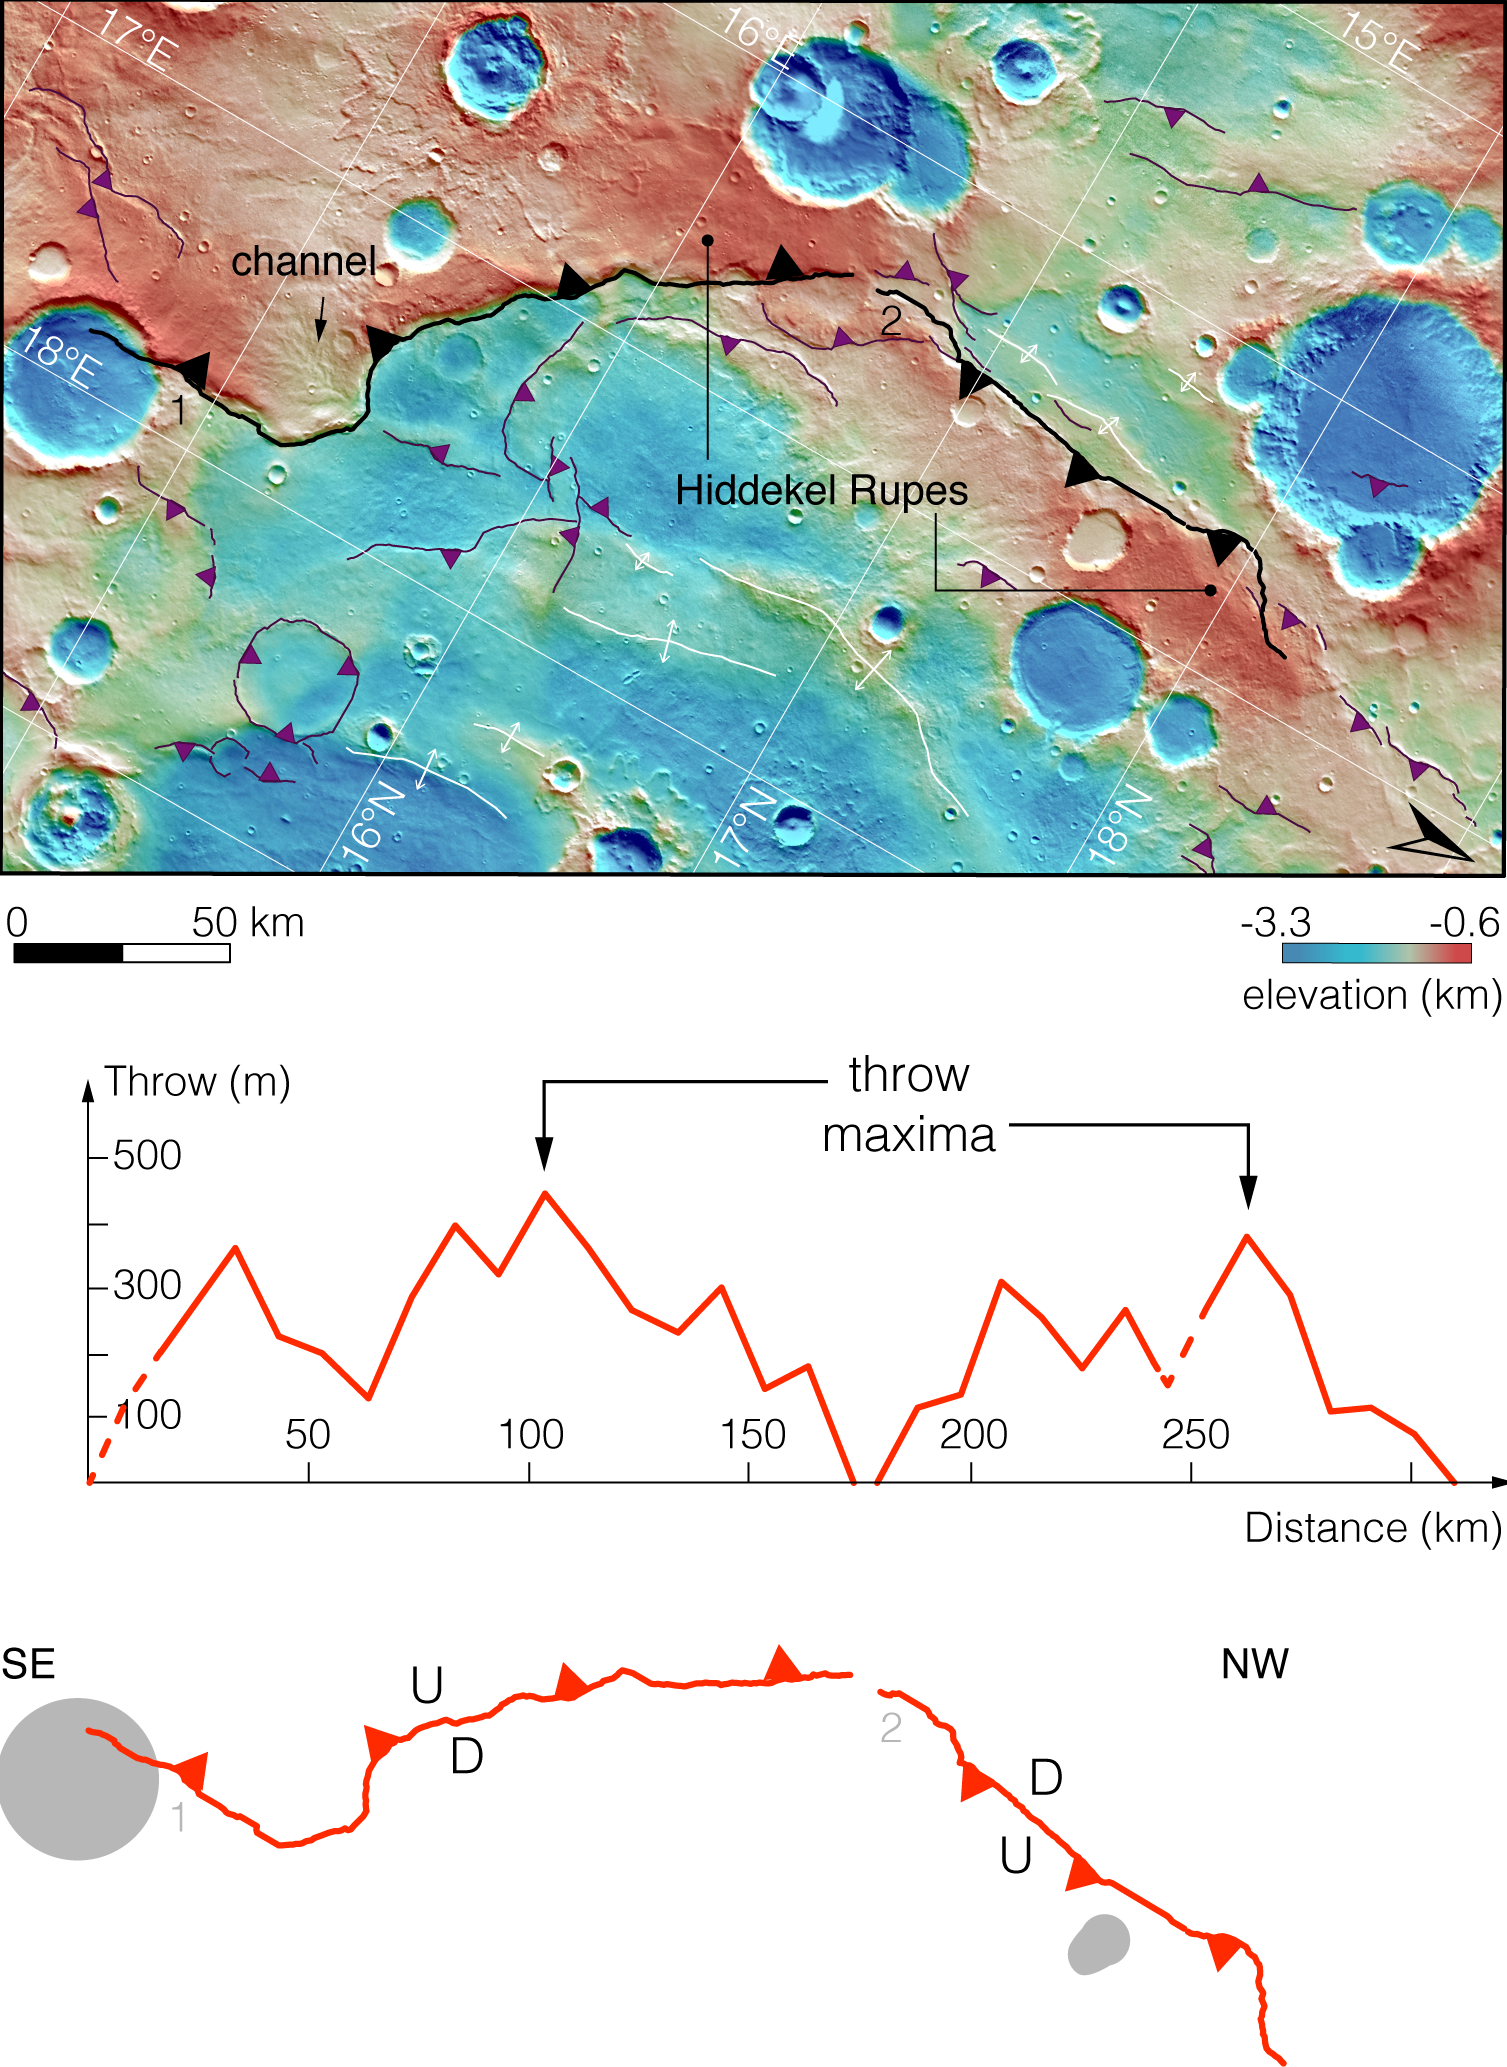 17°E
16°E
15°E
channel
18°E
1
2
Hiddekel Rupes
16°N
17°N
18°N
0
50 km
-3.3
-0.6
elevation (km)
Throw (m)
throw
maxima
500
300
100
50
100
150
200
250
Distance (km)
SE
NW
U
D
2
1
D
U